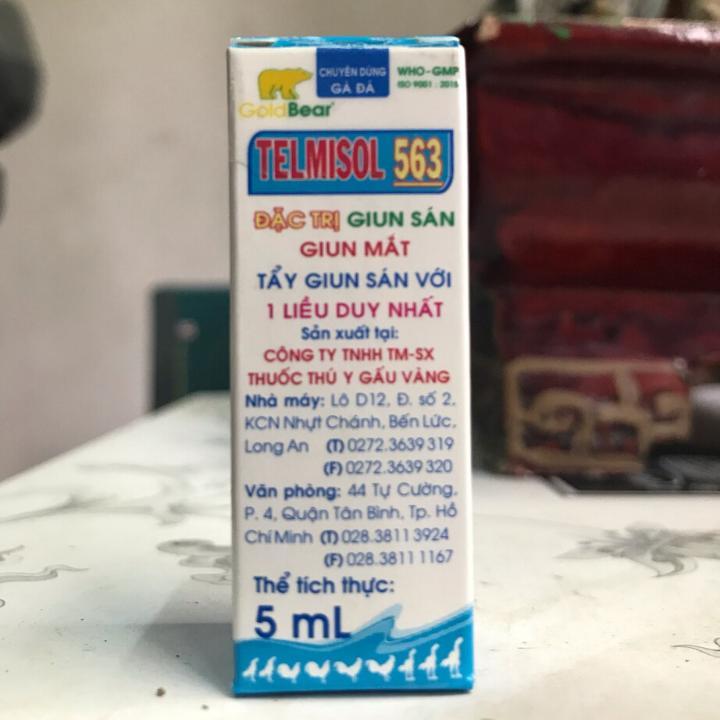 CHUYÊN DÙNG
GÀ ĐÁ
WHO-GMP
ISO 9001 : 2015
GoldBear
TELMISOL 563
ĐẶC TRỊ GIUN SÁN
GIUN MẮT
TẨY GIUN SÁN VỚI
1 LIỀU DUY NHẤT
Sản xuất tại:
CÔNG TY TNHH TM-SX
THUỐC THÚ Y GẤU VÀNG
Nhà máy: Lô D12, Đ. số 2,
KCN Nhựt Chánh, Bến Lức,
Long An (T) 0272.3639 319
(F) 0272.3639 320
Văn phòng: 44 Tự Cường,
P. 4, Quận Tân Bình, Tp. Hồ
Chí Minh (T) 028.3811 3924
(F) 028.3811 1167
Thể tích thực:
5 mL